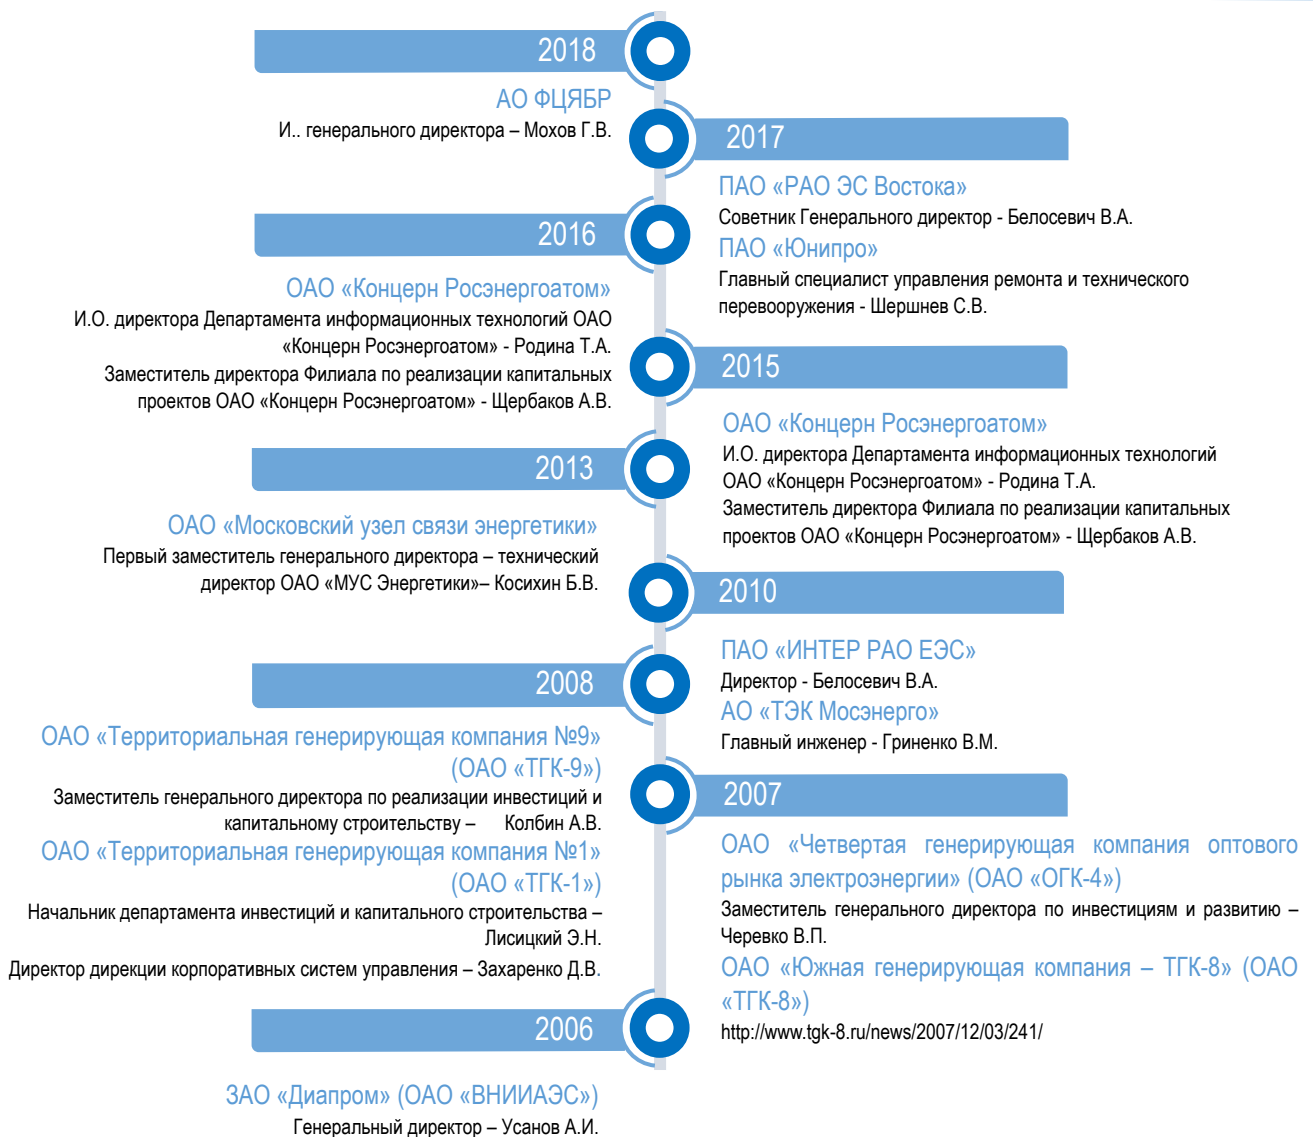 2018
АО ФЦЯБР
И.. генерального директора – Мохов Г.В.
2017
ПАО «РАО ЭС Востока»
Советник Генерального директор - Белосевич В.А.
ПАО «Юнипро»
Главный специалист управления ремонта и технического
перевооружения - Шершнев С.В.
2016
ОАО «Концерн Росэнергоатом»
И.О. директора Департамента информационных технологий ОАО
«Концерн Росэнергоатом» - Родина Т.А.
Заместитель директора Филиала по реализации капитальных
проектов ОАО «Концерн Росэнергоатом» - Щербаков А.В.
2015
ОАО «Концерн Росэнергоатом»
И.О. директора Департамента информационных технологий
ОАО «Концерн Росэнергоатом» - Родина Т.А.
Заместитель директора Филиала по реализации капитальных
проектов ОАО «Концерн Росэнергоатом» - Щербаков А.В.
2013
ОАО «Московский узел связи энергетики»
Первый заместитель генерального директора – технический
директор ОАО «МУС Энергетики»– Косихин Б.В.
2010
ПАО «ИНТЕР РАО ЕЭС»
Директор - Белосевич В.А.
АО «ТЭК Мосэнерго»
Главный инженер - Гриненко В.М.
2008
ОАО «Территориальная генерирующая компания №9»
(ОАО «ТГК-9»)
Заместитель генерального директора по реализации инвестиций и
капитальному строительству – Колбин А.В.
ОАО «Территориальная генерирующая компания №1»
(ОАО «ТГК-1»)
Начальник департамента инвестиций и капитального строительства –
Лисицкий Э.Н.
Директор дирекции корпоративных систем управления – Захаренко Д.В.
2007
ОАО «Четвертая генерирующая компания оптового
рынка электроэнергии» (ОАО «ОГК-4»)
Заместитель генерального директора по инвестициям и развитию –
Черевко В.П.
ОАО «Южная генерирующая компания – ТГК-8» (ОАО
«ТГК-8»)
http://www.tgk-8.ru/news/2007/12/03/241/
2006
ЗАО «Диапром» (ОАО «ВНИИАЭС»)
Генеральный директор – Усанов А.И.